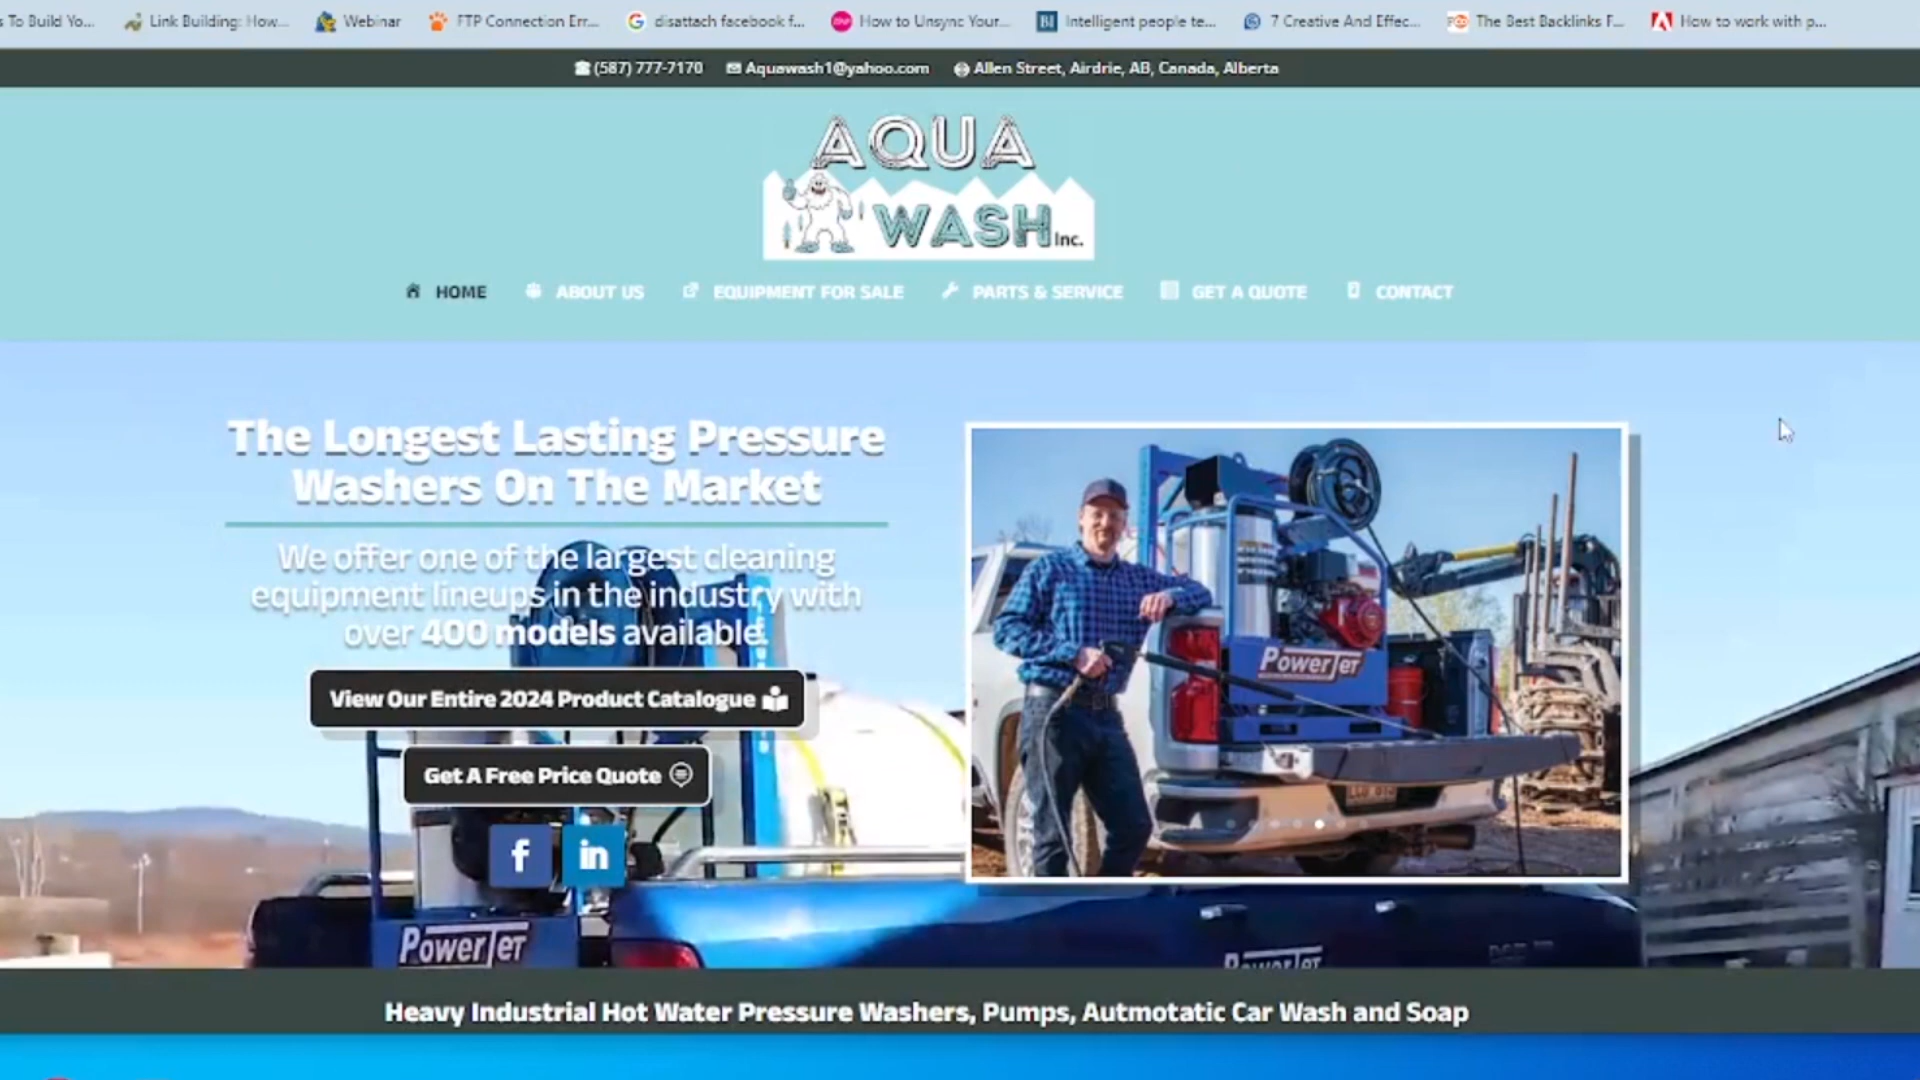 s To Build Yo...
Link Building: How...
Webinar
FTP Connection Err...
disattach facebook f...
How to Unsync Your...
Intelligent people te...
7 Creative And Effec...
The Best Backlinks F...
How to work with p...
(587) 777-7170
Aquawash1@yahoo.com
Allen Street, Airdrie, AB, Canada, Alberta
AQUA
WASH Inc.
HOME
ABOUT US
EQUIPMENT FOR SALE
PARTS & SERVICE
GET A QUOTE
CONTACT
The Longest Lasting Pressure
Washers On The Market
We offer one of the largest cleaning
equipment lineups in the industry with
over 400 models available.
View Our Entire 2024 Product Catalogue
Get A Free Price Quote
f
in
PowerJet
PowerJet
PowerJet
Heavy Industrial Hot Water Pressure Washers, Pumps, Autmotatic Car Wash and Soap